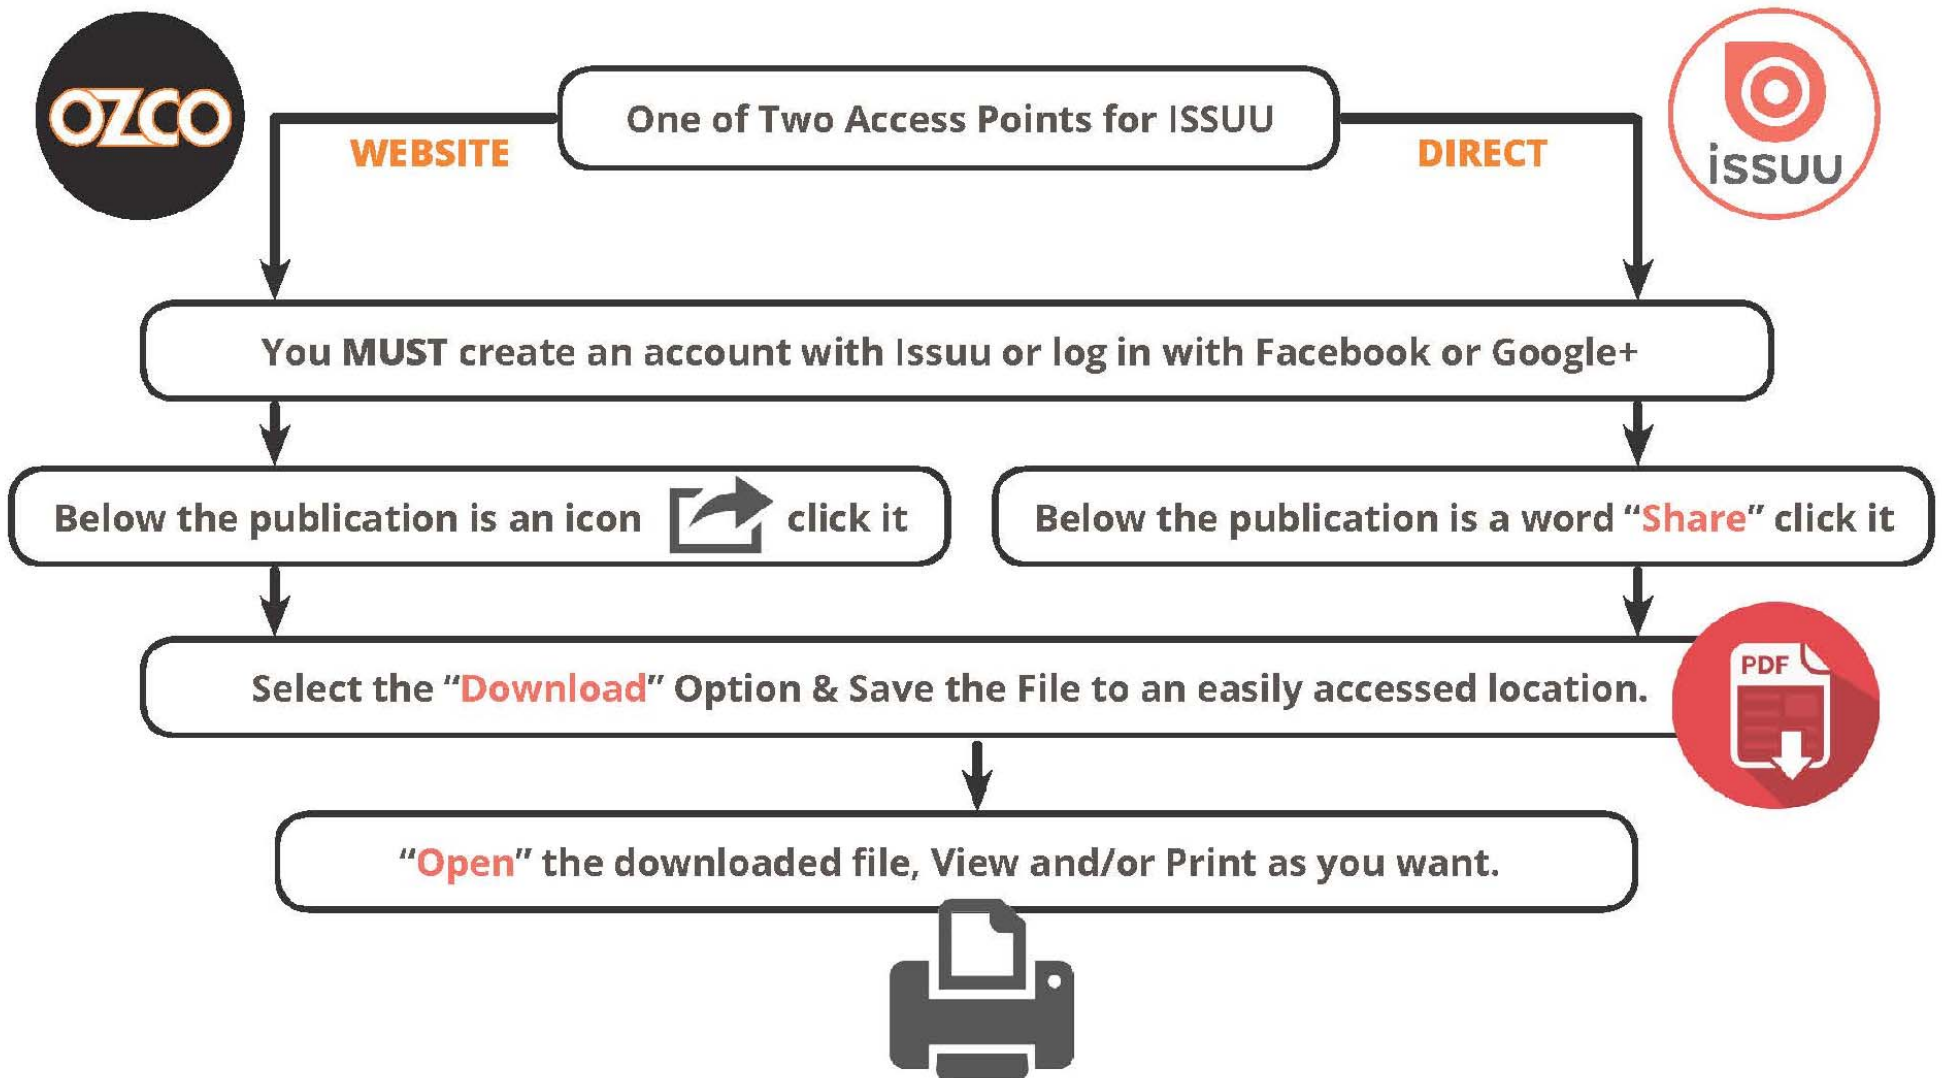 OZCO
One of Two Access Points for ISSUU
issuu
WEBSITE
DIRECT
You MUST create an account with Issuu or log in with Facebook or Google+
Below the publication is an icon click it
Below the publication is a word “Share” click it
Select the “Download” Option & Save the File to an easily accessed location.
PDF
“Open” the downloaded file, View and/or Print as you want.